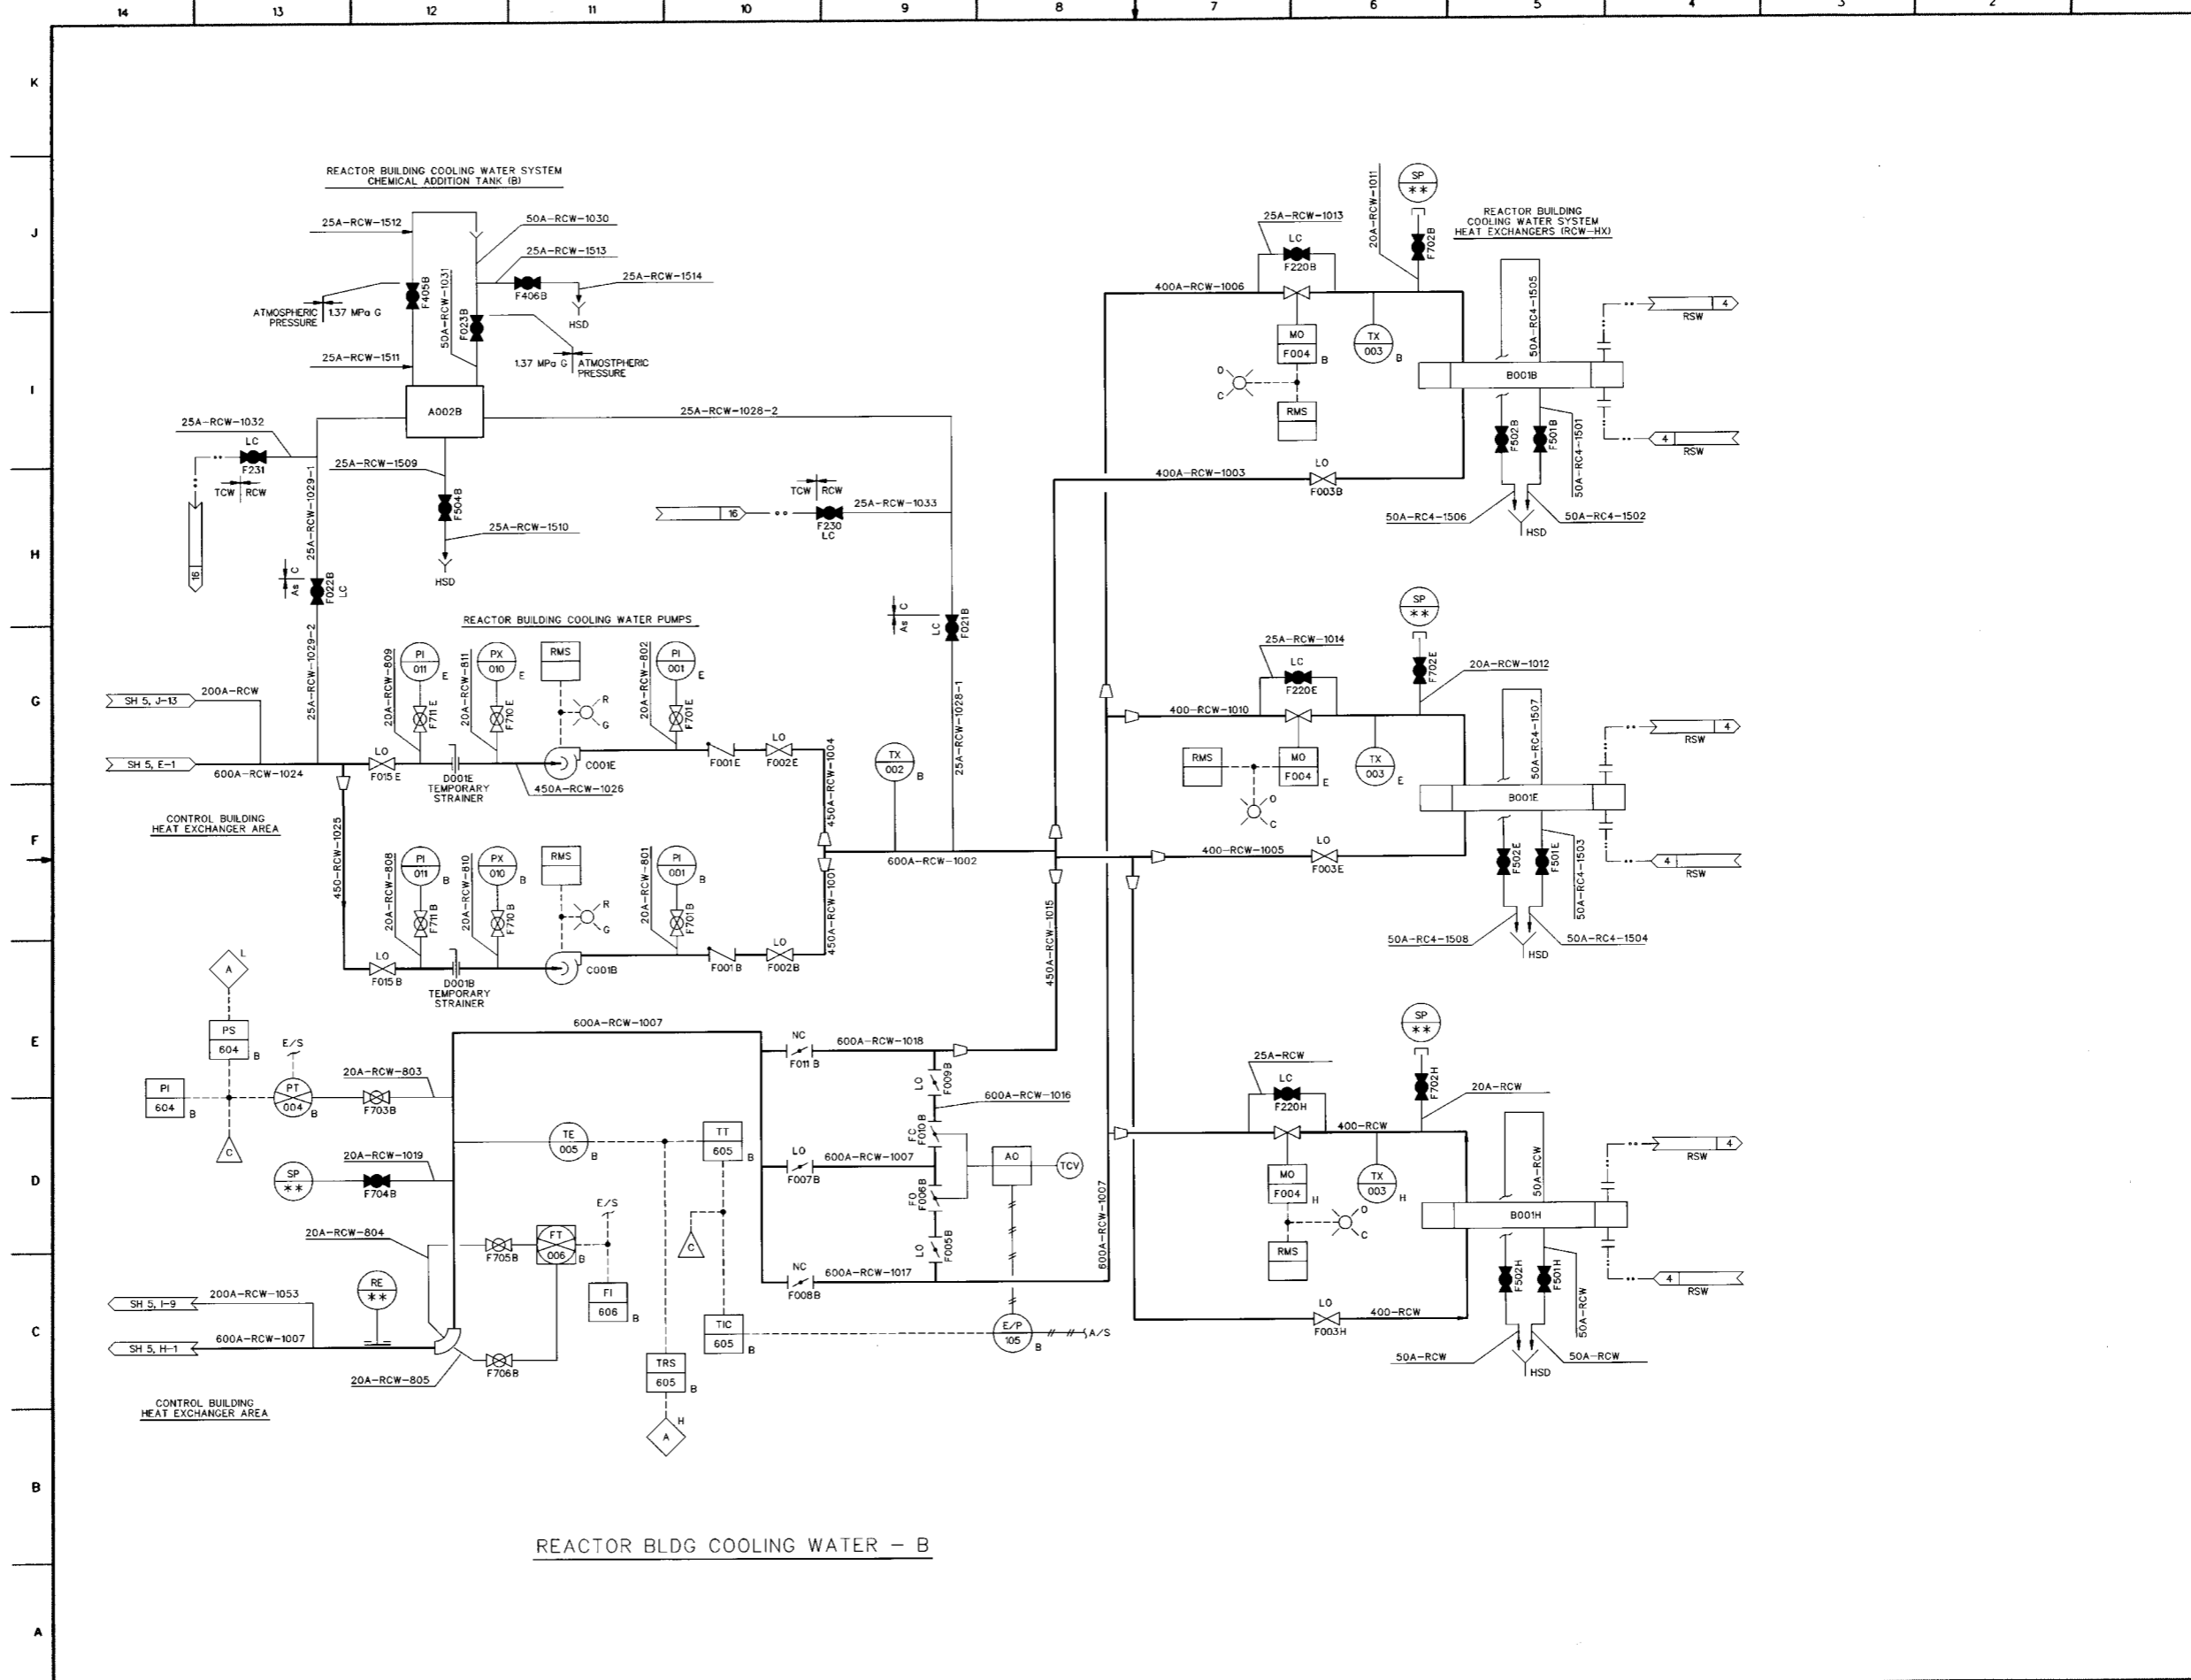 14
13
12
11
10
9
8
7
6
5
4
3
2
K
J
I
H
G
F
E
D
C
B
A
REACTOR BUILDING COOLING WATER SYSTEM
CHEMICAL ADDITION TANK (B)
25A-RCW-1512
50A-RCW-1030
25A-RCW-1513
25A-RCW-1514
F405B
50A-RCW-1031
F406B
HSD
F023B
ATMOSPHERIC
PRESSURE
1.37 MPa G
25A-RCW-1511
1.37 MPa G
ATMOSTPHERIC
PRESSURE
A002B
25A-RCW-1028-2
25A-RCW-1032
LC
F231
TCW
RCW
16
25A-RCW-1029-1
25A-RCW-1509
F504B
25A-RCW-1510
HSD
As
C
F022B
LC
25A-RCW-1029-2
TCW
RCW
16
25A-RCW-1033
F230
LC
As
C
LC
F021B
25A-RCW-1028-1
REACTOR BUILDING COOLING WATER PUMPS
SH 5, J-13
200A-RCW
SH 5, E-1
600A-RCW-1024
CONTROL BUILDING
HEAT EXCHANGER AREA
20A-RCW-809
PI
011
E
F711E
20A-RCW-811
PX
010
E
F710E
RMS
R
G
20A-RCW-802
PI
001
E
F701E
LO
F015E
D001E
TEMPORARY
STRAINER
450A-RCW-1026
C001E
F001E
LO
F002E
450A-RCW-1004
TX
002
B
600A-RCW-1002
450-RCW-1025
20A-RCW-808
PI
011
B
F711B
20A-RCW-810
PX
010
B
F710B
RMS
R
G
20A-RCW-801
PI
001
B
F701B
LO
F015B
D001B
TEMPORARY
STRAINER
C001B
F001B
LO
F002B
450A-RCW-1001
450A-RCW-1015
A
L
PS
604
B
E/S
PI
604
B
PT
004
B
20A-RCW-803
F703B
C
600A-RCW-1007
SP
**
20A-RCW-1019
F704B
TE
005
B
TT
605
B
E/S
20A-RCW-804
F705B
FT
006
B
C
FI
606
B
RE
**
SH 5, I-9
200A-RCW-1053
SH 5, H-1
600A-RCW-1007
20A-RCW-805
F706B
TRS
605
B
A
H
TIC
605
B
E/P
105
B
A/S
CONTROL BUILDING
HEAT EXCHANGER AREA
NC
F011B
600A-RCW-1018
LO
F009B
600A-RCW-1016
FC
F010B
LO
F007B
600A-RCW-1007
AO
TCV
FO
F006B
LO
F005B
NC
F008B
600A-RCW-1017
600A-RCW-1007
25A-RCW-1013
LC
F220B
20A-RCW-1011
SP
**
F702B
REACTOR BUILDING
COOLING WATER SYSTEM
HEAT EXCHANGERS (RCW-HX)
400A-RCW-1006
MO
F004
B
TX
003
B
O
C
RMS
50A-RC4-1505
B001B
4
RSW
4
RSW
F502B
F501B
50A-RC4-1501
400A-RCW-1003
LO
F003B
50A-RC4-1506
50A-RC4-1502
HSD
25A-RCW-1014
LC
F220E
SP
**
F702E
20A-RCW-1012
400-RCW-1010
RMS
MO
F004
E
TX
003
E
O
C
50A-RC4-1507
B001E
4
RSW
4
RSW
400-RCW-1005
LO
F003E
F502E
F501E
50A-RC4-1503
50A-RC4-1508
50A-RC4-1504
HSD
25A-RCW
LC
F220H
SP
**
F702H
20A-RCW
400-RCW
MO
F004
H
TX
003
H
O
C
RMS
50A-RCW
B001H
4
RSW
4
RSW
F502H
F501H
50A-RCW
LO
F003H
400-RCW
50A-RCW
50A-RCW
HSD
REACTOR BLDG COOLING WATER - B